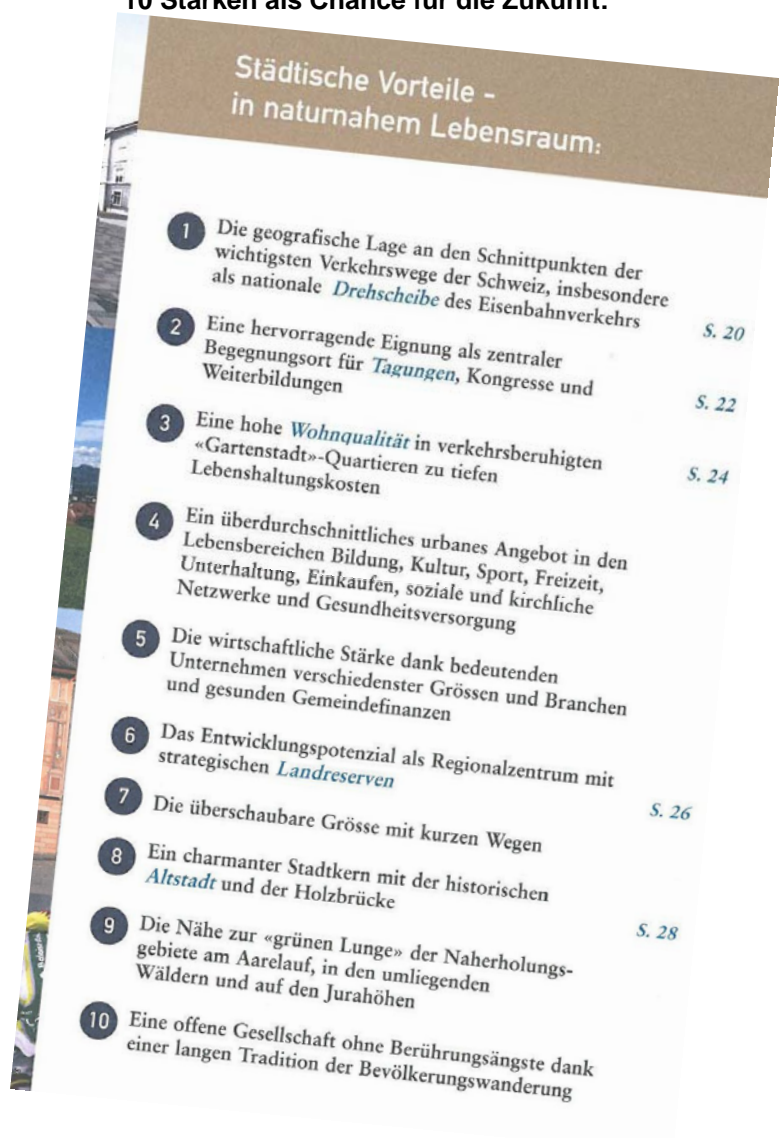 10 Stärken als Chance für die Zukunft:
Städtische Vorteile -
in naturnahem Lebensraum:
1 Die geografische Lage an den Schnittpunkten der
wichtigsten Verkehrswege der Schweiz, insbesondere
als nationale Drehscheibe des Eisenbahnverkehrs S. 20
2 Eine hervorragende Eignung als zentraler
Begegnungsort für Tagungen, Kongresse und
Weiterbildungen S. 22
3 Eine hohe Wohnqualität in verkehrsberuhigten
«Gartenstadt»-Quartieren zu tiefen
Lebenshaltungskosten S. 24
4 Ein überdurchschnittliches urbanes Angebot in den
Lebensbereichen Bildung, Kultur, Sport, Freizeit,
Unterhaltung, Einkaufen, soziale und kirchliche
Netzwerke und Gesundheitsversorgung
5 Die wirtschaftliche Stärke dank bedeutenden
Unternehmen verschiedenster Grössen und Branchen
und gesunden Gemeindefinanzen
6 Das Entwicklungspotenzial als Regionalzentrum mit
strategischen Landreserven S. 26
7 Die überschaubare Grösse mit kurzen Wegen
8 Ein charmanter Stadtkern mit der historischen
Altstadt und der Holzbrücke S. 28
9 Die Nähe zur «grünen Lunge» der Naherholungs-
gebiete am Aarelauf, in den umliegenden
Wäldern und auf den Jurahöhen
10 Eine offene Gesellschaft ohne Berührungsängste dank
einer langen Tradition der Bevölkerungswanderung